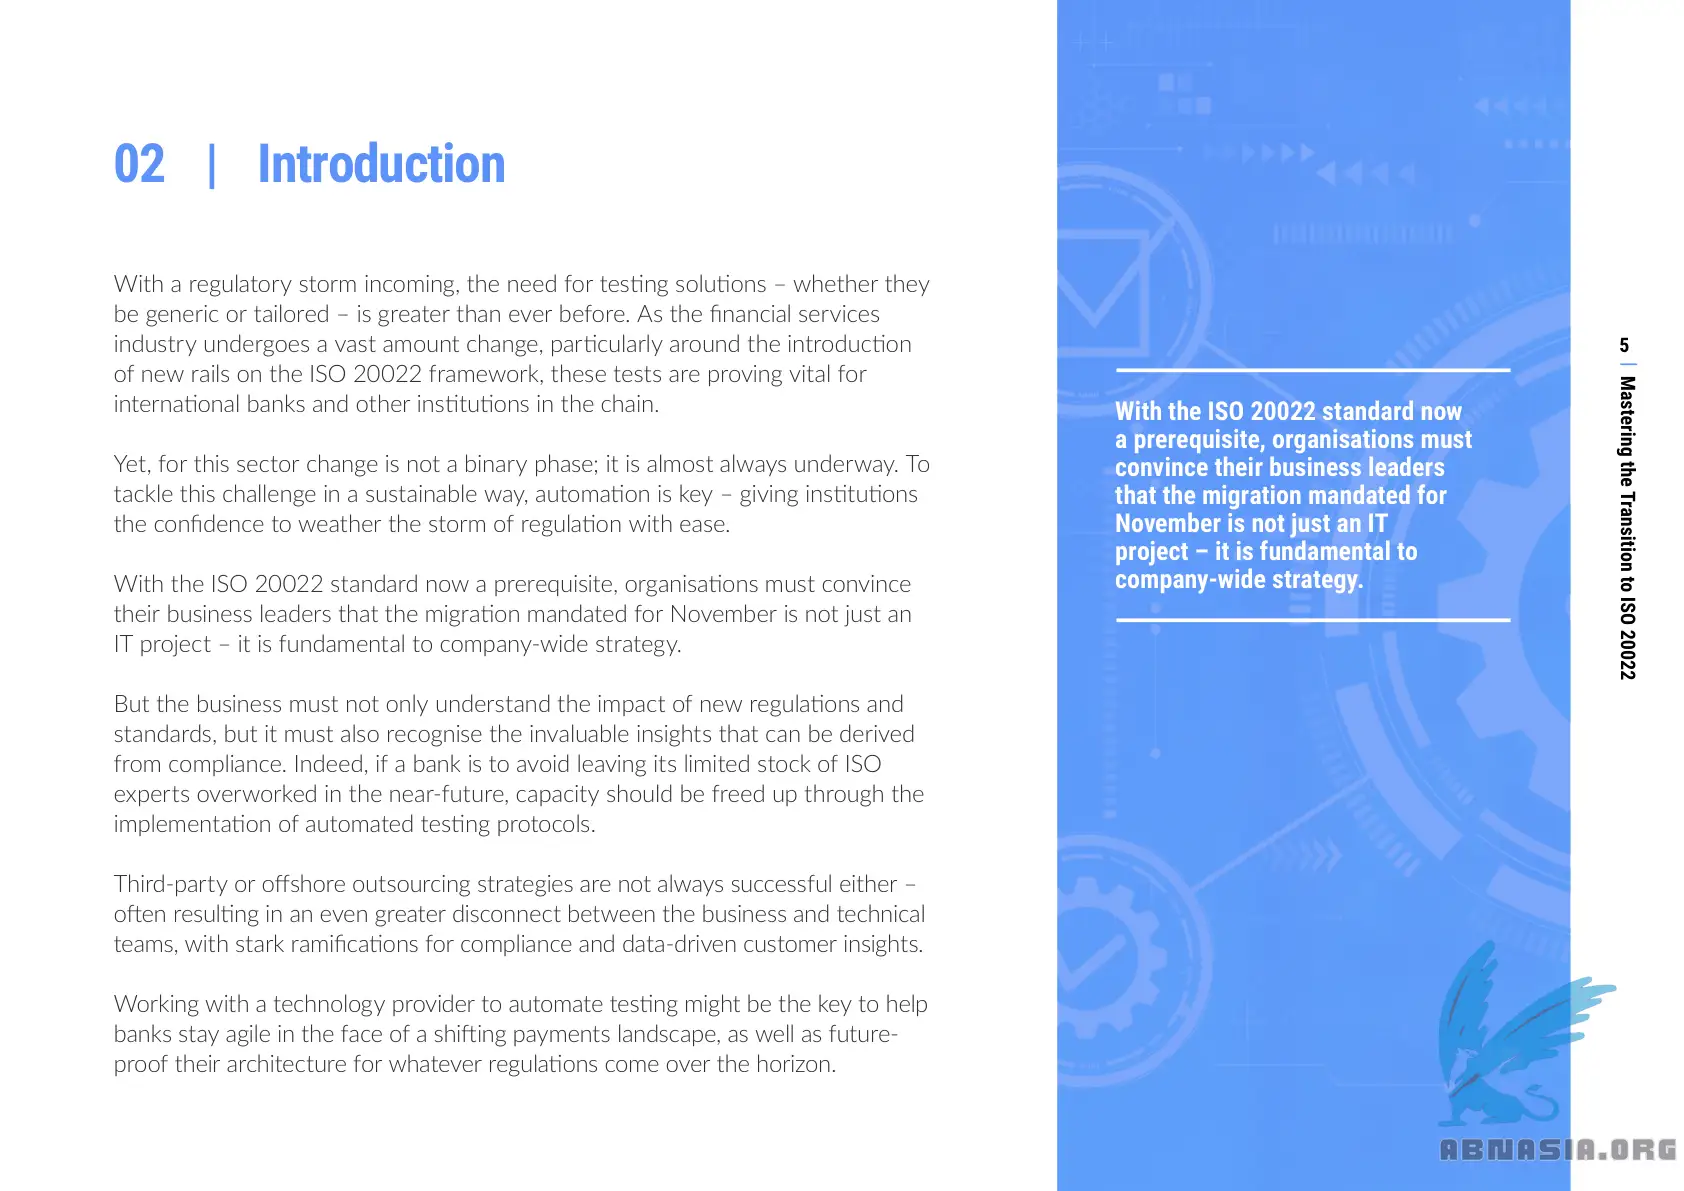 02 | Introduction
With a regulatory storm incoming, the need for testing solutions – whether they
be generic or tailored – is greater than ever before. As the financial services
industry undergoes a vast amount change, particularly around the introduction
of new rails on the ISO 20022 framework, these tests are proving vital for
international banks and other institutions in the chain.
Yet, for this sector change is not a binary phase; it is almost always underway. To
tackle this challenge in a sustainable way, automation is key – giving institutions
the confidence to weather the storm of regulation with ease.
With the ISO 20022 standard now a prerequisite, organisations must convince
their business leaders that the migration mandated for November is not just an
IT project – it is fundamental to company-wide strategy.
But the business must not only understand the impact of new regulations and
standards, but it must also recognise the invaluable insights that can be derived
from compliance. Indeed, if a bank is to avoid leaving its limited stock of ISO
experts overworked in the near-future, capacity should be freed up through the
implementation of automated testing protocols.
Third-party or offshore outsourcing strategies are not always successful either –
often resulting in an even greater disconnect between the business and technical
teams, with stark ramifications for compliance and data-driven customer insights.
Working with a technology provider to automate testing might be the key to help
banks stay agile in the face of a shifting payments landscape, as well as future-
proof their architecture for whatever regulations come over the horizon.
With the ISO 20022 standard now
a prerequisite, organisations must
convince their business leaders
that the migration mandated for
November is not just an IT
project – it is fundamental to
company-wide strategy.
5 | Mastering the Transition to ISO 20022
ABNASIA.ORG